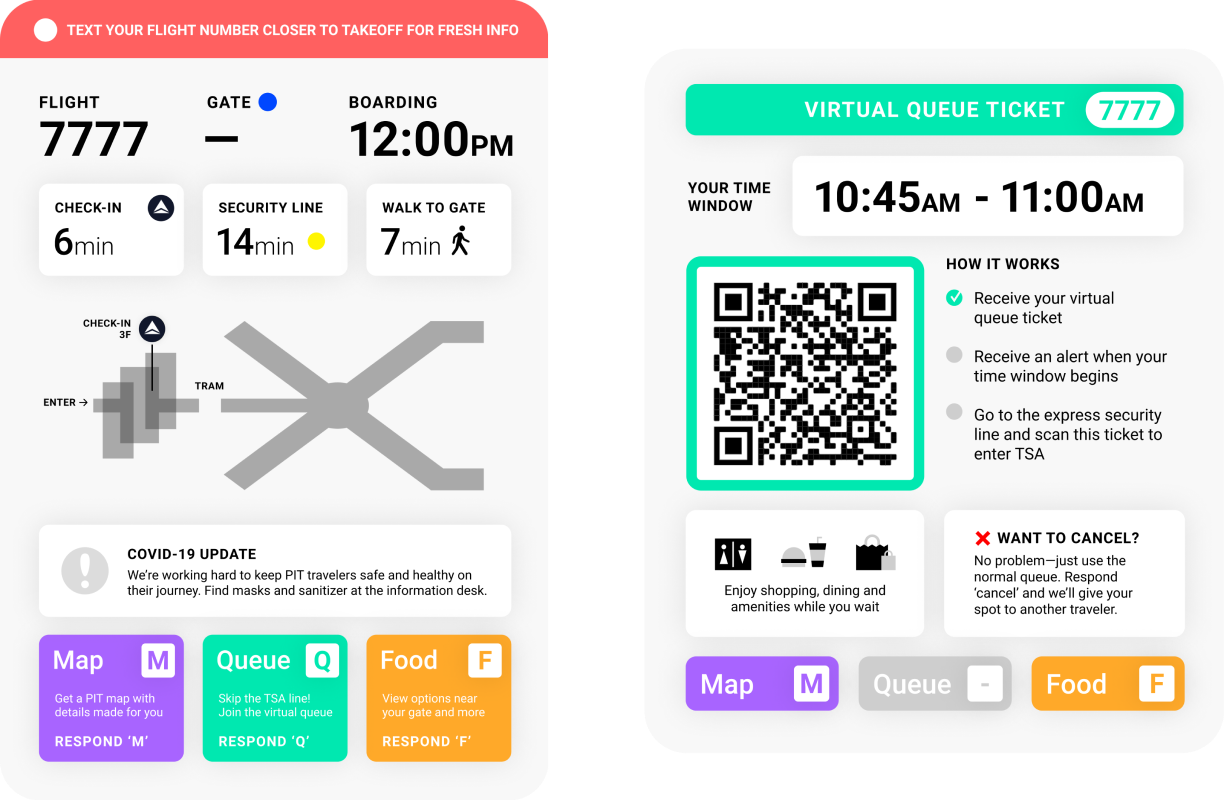 TEXT YOUR FLIGHT NUMBER CLOSER TO TAKEOFF FOR FRESH INFO
FLIGHT
7777
GATE
—
BOARDING
12:00PM
CHECK-IN
6min
SECURITY LINE
14min
WALK TO GATE
7min
CHECK-IN
3F
ENTER →
TRAM
COVID-19 UPDATE
We’re working hard to keep PIT travelers safe and healthy on
their journey. Find masks and sanitizer at the information desk.
Map M
Get a PIT map with
details made for you
RESPOND ‘M’
Queue Q
Skip the TSA line!
Join the virtual queue
RESPOND ‘Q’
Food F
View options near
your gate and more
RESPOND ‘F’
VIRTUAL QUEUE TICKET 7777
YOUR TIME
WINDOW
10:45AM - 11:00AM
HOW IT WORKS
Receive your virtual
queue ticket
Receive an alert when your
time window begins
Go to the express security
line and scan this ticket to
enter TSA
Enjoy shopping, dining and
amenities while you wait
WANT TO CANCEL?
No problem—just use the
normal queue. Respond
‘cancel’ and we’ll give your
spot to another traveler.
Map M
Queue -
Food F